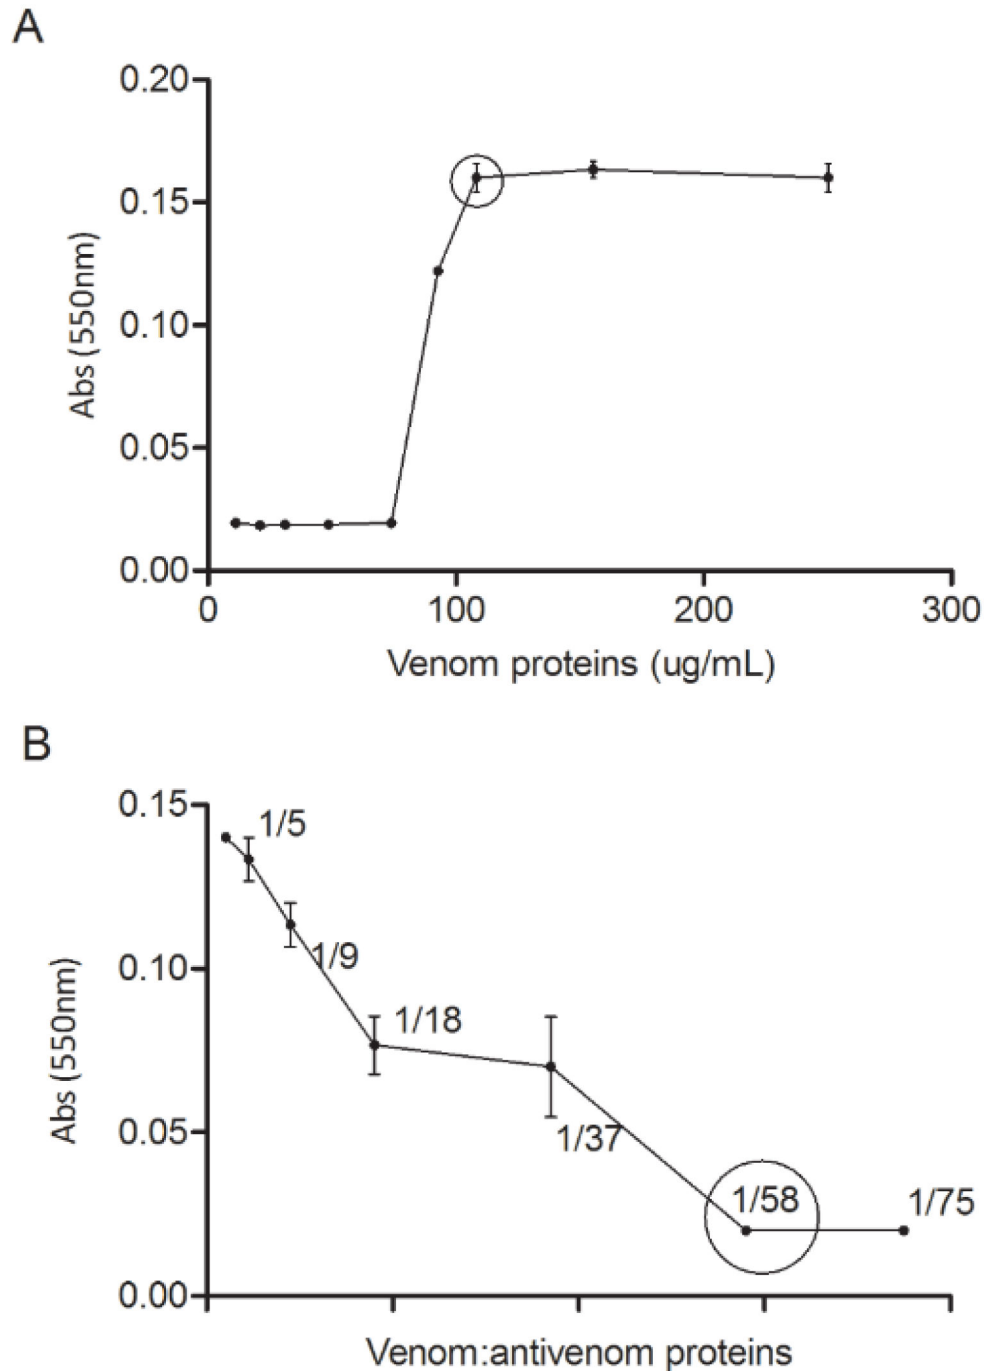 A
0.20
0.15
0.10
0.05
0.00
Abs (550nm)
0 100 200 300
Venom proteins (ug/mL)
B
0.15
0.10
0.05
0.00
Abs (550nm)
1/5
1/9
1/18
1/37
1/58
1/75
Venom:antivenom proteins